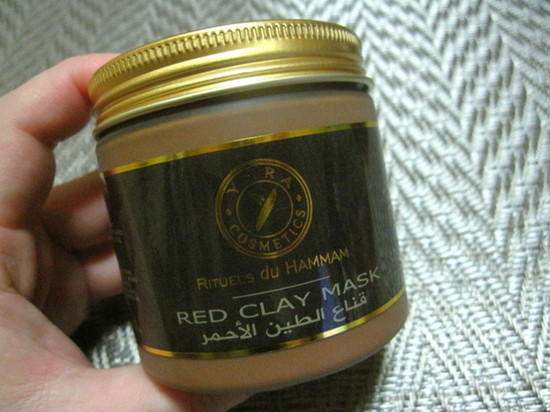 YARA
COSMETICS
RITUELS DU HAMMAM
RED CLAY MASK
قناع الطين الأحمر